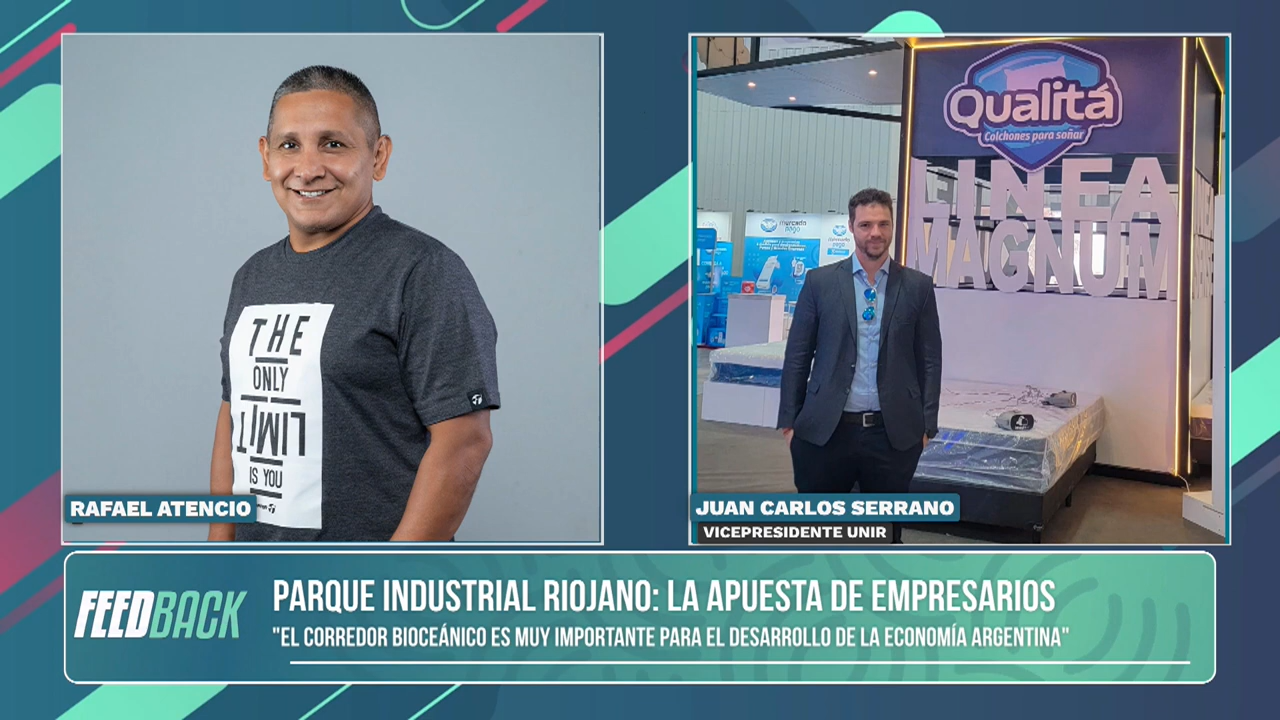 THE
ONLY
LIMIT
IS YOU
RAFAEL ATENCIO
Qualitá
Colchones para soñar
LINEA
MAGNUM
mercado
pago
mercado
pago
JUAN CARLOS SERRANO
VICEPRESIDENTE UNIR
FEEDBACK
PARQUE INDUSTRIAL RIOJANO: LA APUESTA DE EMPRESARIOS
"EL CORREDOR BIOCEÁNICO ES MUY IMPORTANTE PARA EL DESARROLLO DE LA ECONOMÍA ARGENTINA"